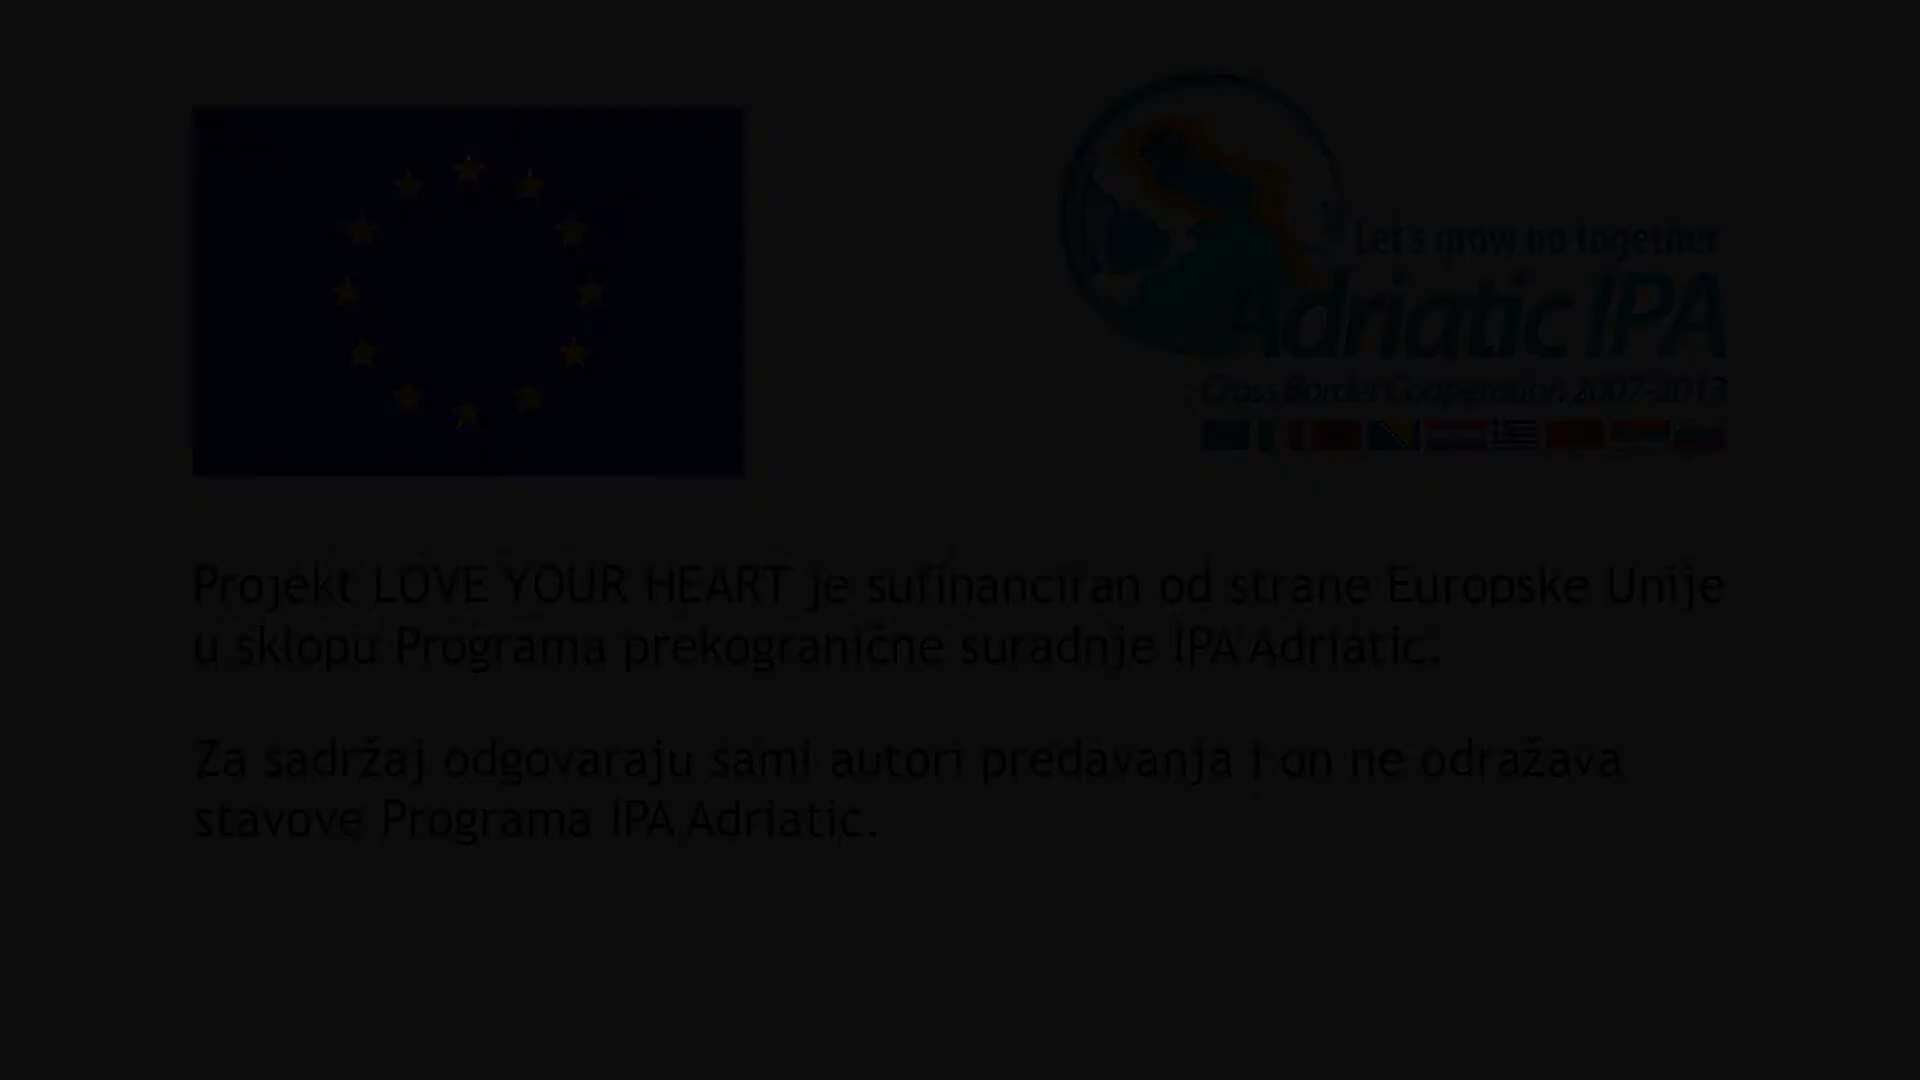 Let's grow up together
Adriatic IPA
Cross Border Cooperation 2007-2013
Projekt LOVE YOUR HEART je sufinanciran od strane Europske Unije
u sklopu Programa prekogranične suradnje IPA Adriatic.
Za sadržaj odgovaraju sami autori predavanja i on ne odražava
stavove Programa IPA Adriatic.